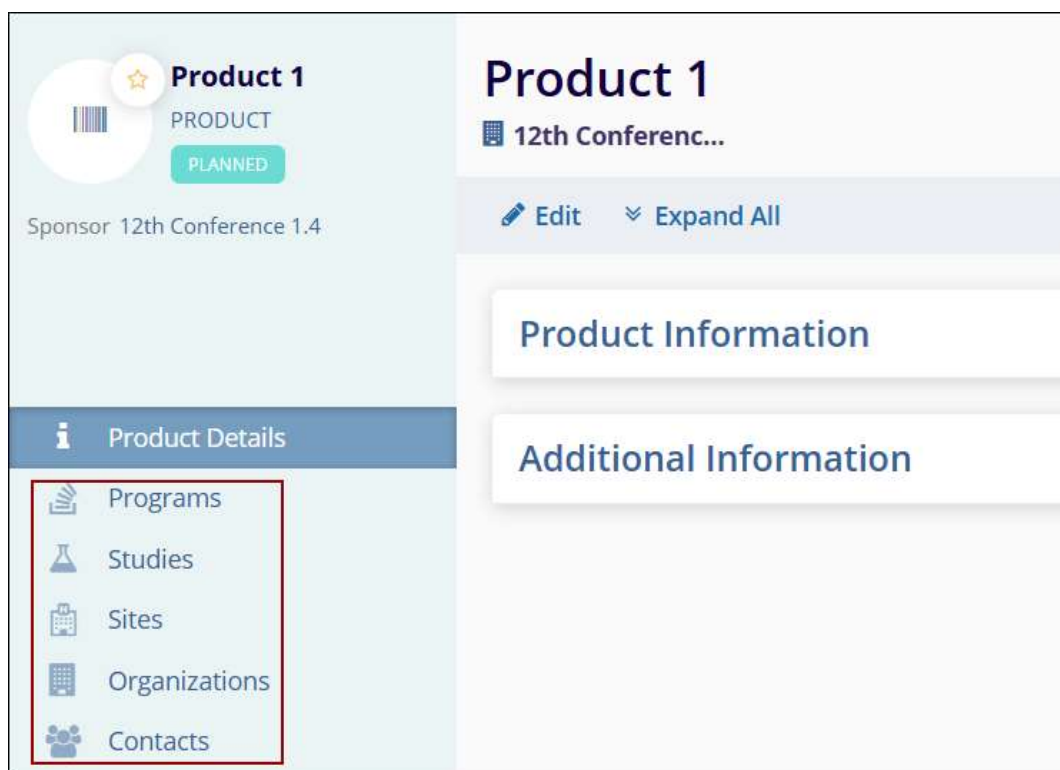 Product 1
PRODUCT
PLANNED
Sponsor 12th Conference 1.4
Product Details
Programs
Studies
Sites
Organizations
Contacts
Product 1
12th Conferenc...
Edit Expand All
Product Information
Additional Information